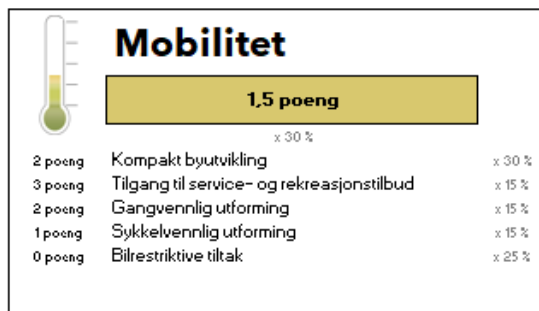 Mobilitet
1,5 poeng
x 30 %
2 poeng Kompakt byutvikling x 30 %
3 poeng Tilgang til service- og rekreasjonstilbud x 15 %
2 poeng Gangvennlig utforming x 15 %
1 poeng Sykkelvennlig utforming x 15 %
0 poeng Bilrestriktive tiltak x 25 %